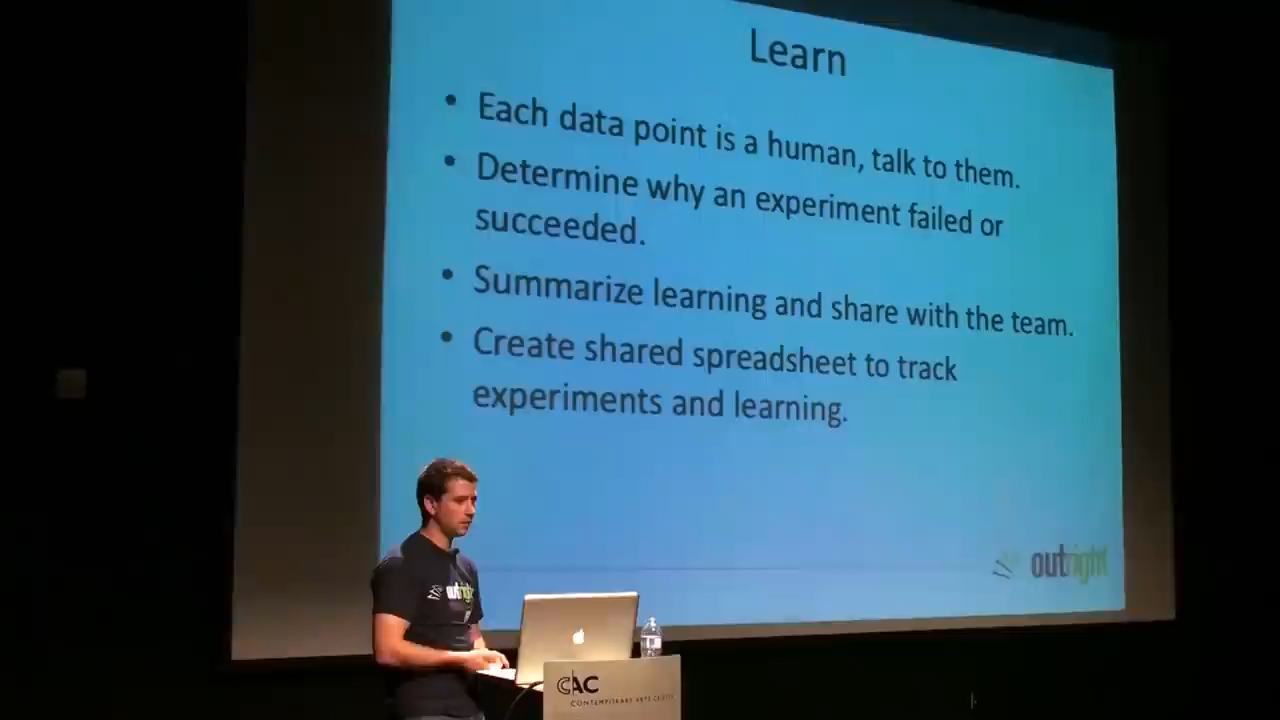 Learn
• Each data point is a human, talk to them.
• Determine why an experiment failed or
succeeded.
• Summarize learning and share with the team.
• Create shared spreadsheet to track
experiments and learning.
outright
outright
CAC
CONTEMPORARY ARTS CENTER